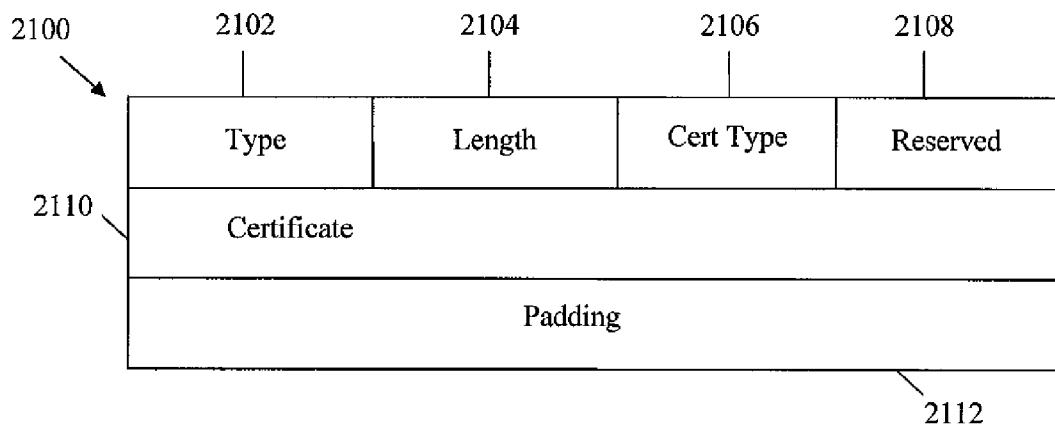 2100
2102 2104 2106 2108
Type Length Cert Type Reserved
2110
Certificate
Padding
2112